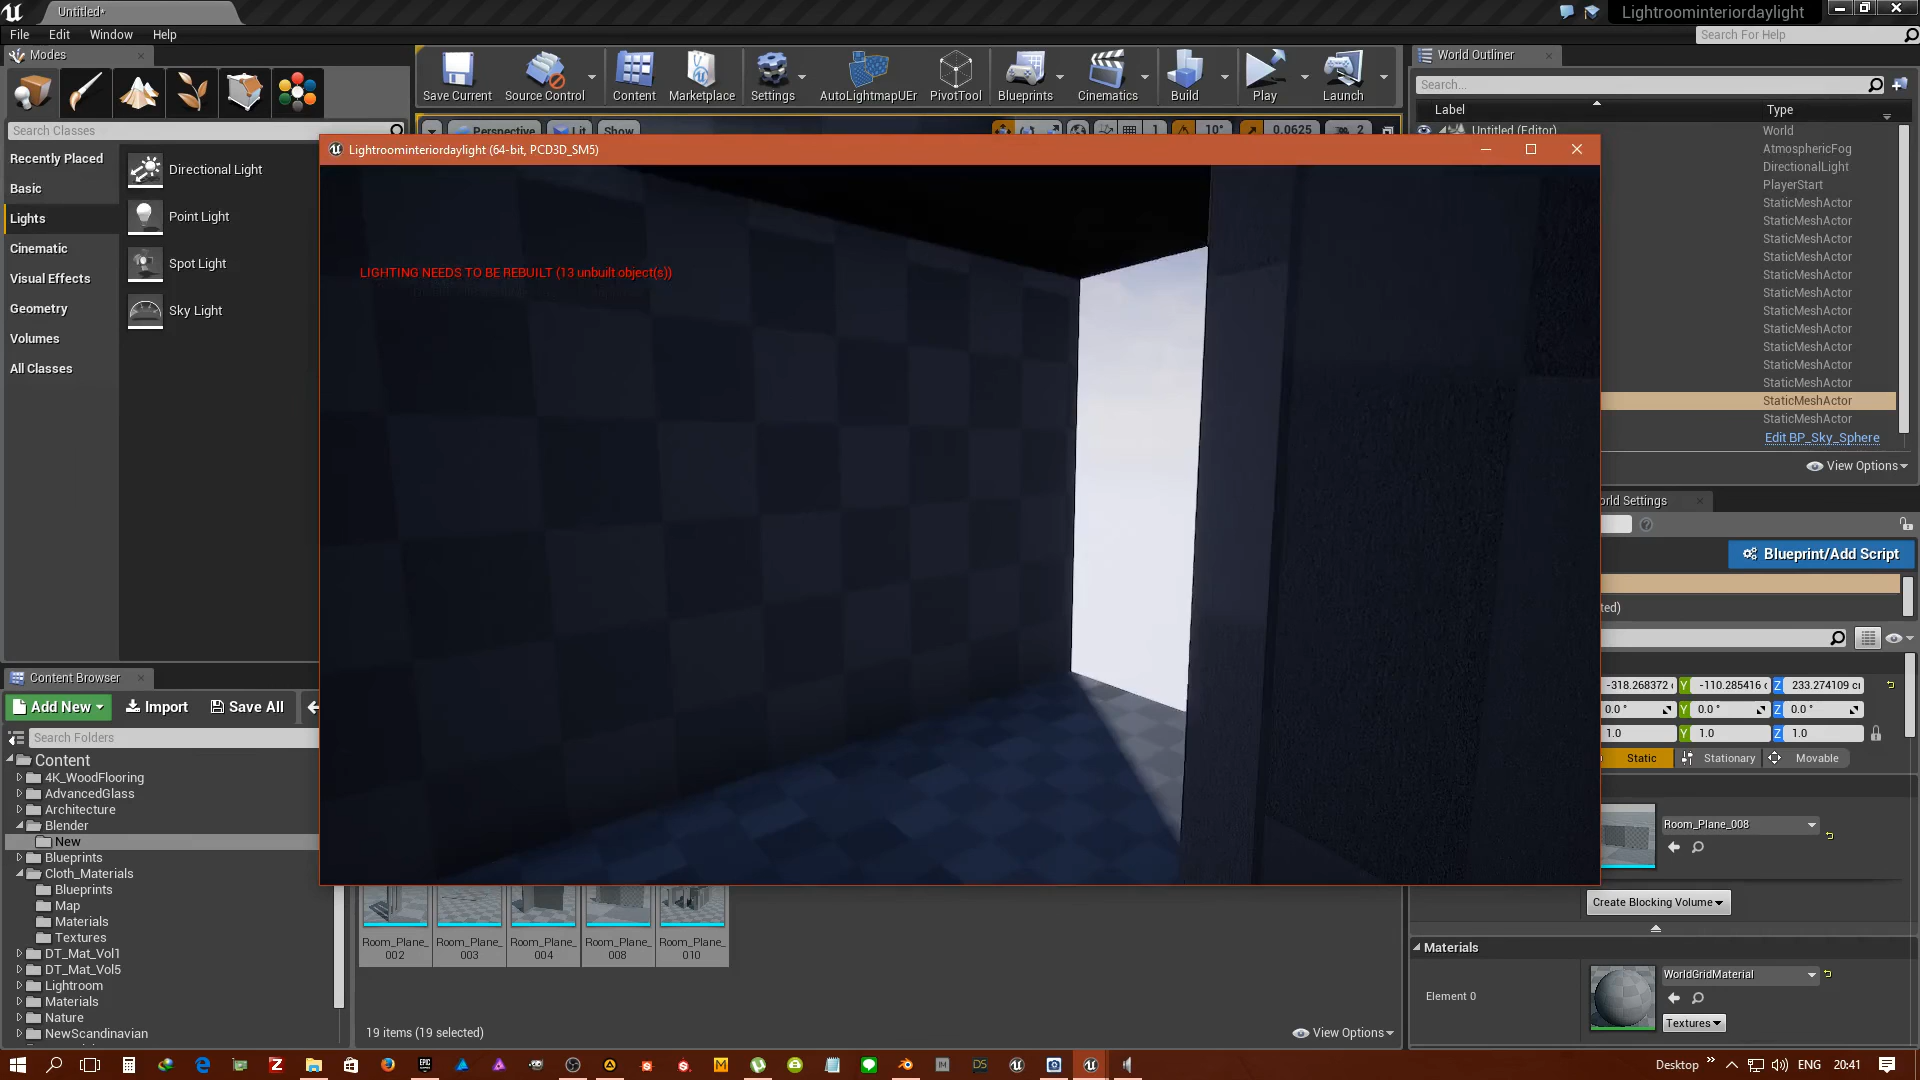 Untitled*
Lightroominteriordaylight
File Edit Window Help
Search For Help
Modes
World Outliner
Save Current
Source Control
Content
Marketplace
Settings
AutoLightmapUEr
PivotTool
Blueprints
Cinematics
Build
Play
Launch
Search...
Label
Type
Search Classes
Perspective
Lit
Show
1
10°
0.0625
2
Untitled (Editor)
World
Lightroominteriordaylight (64-bit, PCD3D_SM5)
AtmosphericFog
DirectionalLight
PlayerStart
StaticMeshActor
StaticMeshActor
StaticMeshActor
StaticMeshActor
StaticMeshActor
StaticMeshActor
StaticMeshActor
StaticMeshActor
StaticMeshActor
StaticMeshActor
StaticMeshActor
StaticMeshActor
StaticMeshActor
Edit BP_Sky_Sphere
View Options
Recently Placed
Basic
Lights
Cinematic
Visual Effects
Geometry
Volumes
All Classes
Directional Light
Point Light
Spot Light
Sky Light
LIGHTING NEEDS TO BE REBUILT (13 unbuilt object(s))
orld Settings
Blueprint/Add Script
ted)
-318.268372 Y -110.285416 c Z 233.274109 c
0.0 ° Y 0.0 ° Z 0.0 °
1.0 Y 1.0 Z 1.0
Static
Stationary
Movable
Room_Plane_008
Create Blocking Volume
Materials
Element 0
WorldGridMaterial
Textures
Content Browser
Add New
Import
Save All
Search Folders
Content
4K_WoodFlooring
AdvancedGlass
Architecture
Blender
New
Blueprints
Cloth_Materials
Blueprints
Map
Materials
Textures
DT_Mat_Vol1
DT_Mat_Vol5
Lightroom
Materials
Nature
NewScandinavian
Room_Plane_
002
Room_Plane_
003
Room_Plane_
004
Room_Plane_
008
Room_Plane_
010
19 items (19 selected)
View Options
Desktop
ENG
20:41